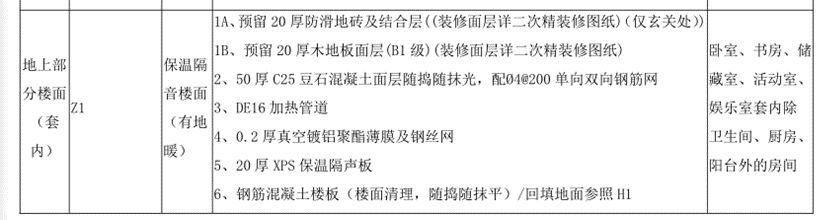 地上部分楼面（套内）
Z1
保温隔音楼面（有地暖）
1A、预留 20 厚防滑地砖及结合层((装修面层详二次精装修图纸)（仅玄关处))
1B、预留 20 厚木地板面层(B1 级)(装修面层详二次精装修图纸)
2、50 厚 C25 豆石混凝土面层随捣随抹光，配Ø4@200 单向双向钢筋网
3、DE16 加热管道
4、0.2 厚真空镀铝聚酯薄膜及钢丝网
5、20 厚 XPS 保温隔声板
6、钢筋混凝土楼板（楼面清理，随捣随抹平）/回填地面参照 H1
卧室、书房、储
藏室、活动室、
娱乐室套内除
卫生间、厨房、
阳台外的房间